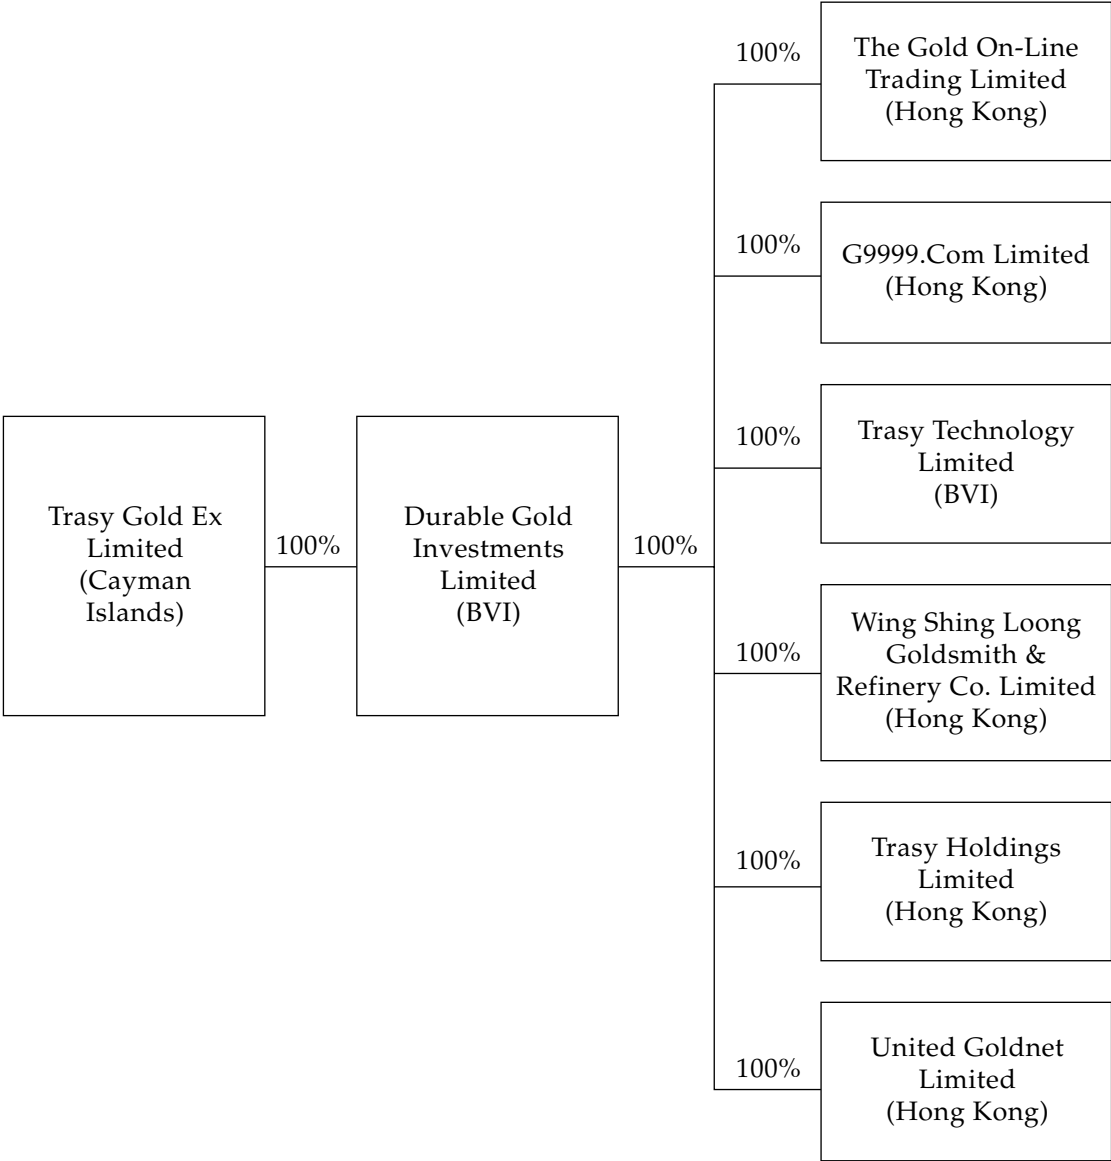 100%
The Gold On-Line
Trading Limited
(Hong Kong)
100%
G9999.Com Limited
(Hong Kong)
100%
Trasy Technology
Limited
(BVI)
Trasy Gold Ex
Limited
(Cayman
Islands)
100%
Durable Gold
Investments
Limited
(BVI)
100%
100%
Wing Shing Loong
Goldsmith &
Refinery Co. Limited
(Hong Kong)
100%
Trasy Holdings
Limited
(Hong Kong)
100%
United Goldnet
Limited
(Hong Kong)